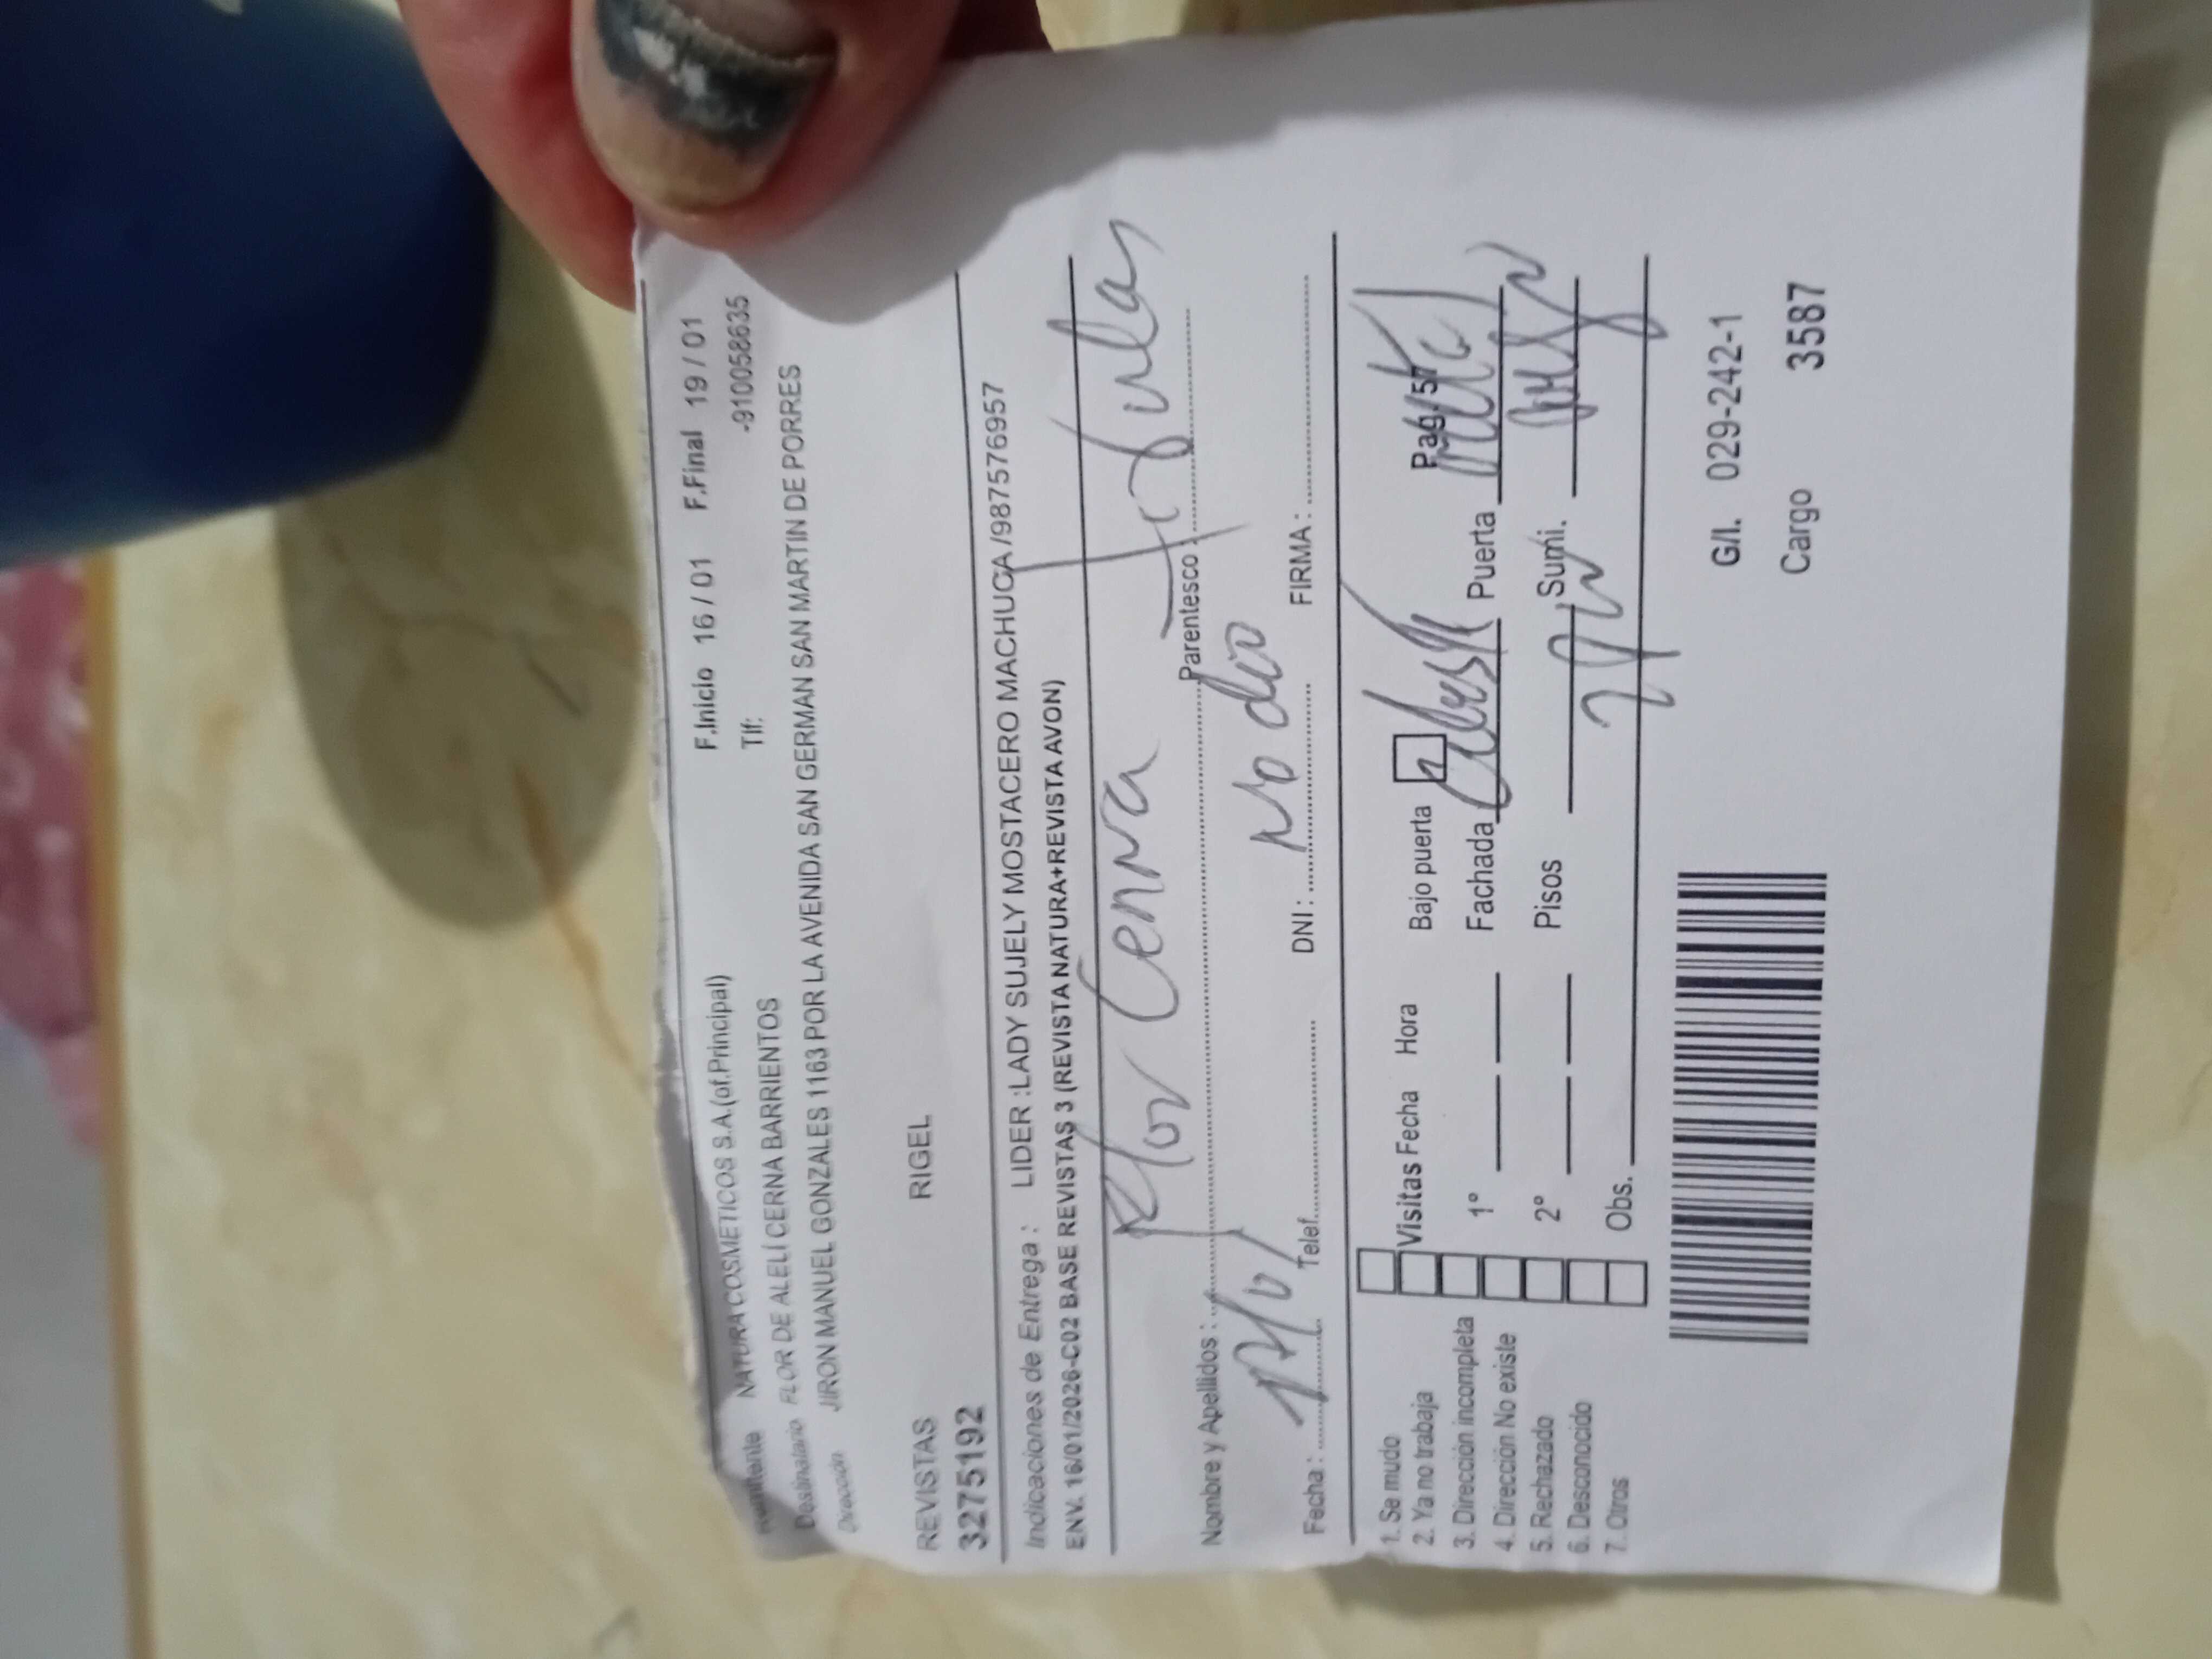 Remitente NATURA COSMETICOS S.A.(of.Principal) F.Inicio 16 / 01 F.Final 19 / 01
Destinatario FLOR DE ALELÍ CERNA BARRIENTOS Tlf: -910058635
Dirección JIRON MANUEL GONZALES 1163 POR LA AVENIDA SAN GERMAN SAN MARTIN DE PORRES
REVISTAS RIGEL
3275192
Indicaciones de Entrega : LIDER :LADY SUJELY MOSTACERO MACHUCA /987576957
ENV. 16/01/2026-C02 BASE REVISTAS 3 (REVISTA NATURA+REVISTA AVON)
Flor Cerna Titular
Nombre y Apellidos : Parentesco :
No dio
Fecha : Telef. DNI : FIRMA :
1. Se mudo
2. Ya no trabaja
3. Dirección incompleta
4. Dirección No existe
5. Rechazado
6. Desconocido
7. Otros
Visitas Fecha Hora Bajo puerta Pag. 57
1° Fachada Puerta
2° Pisos Sumi.
Obs.
G/I. 029-242-1
Cargo 3587